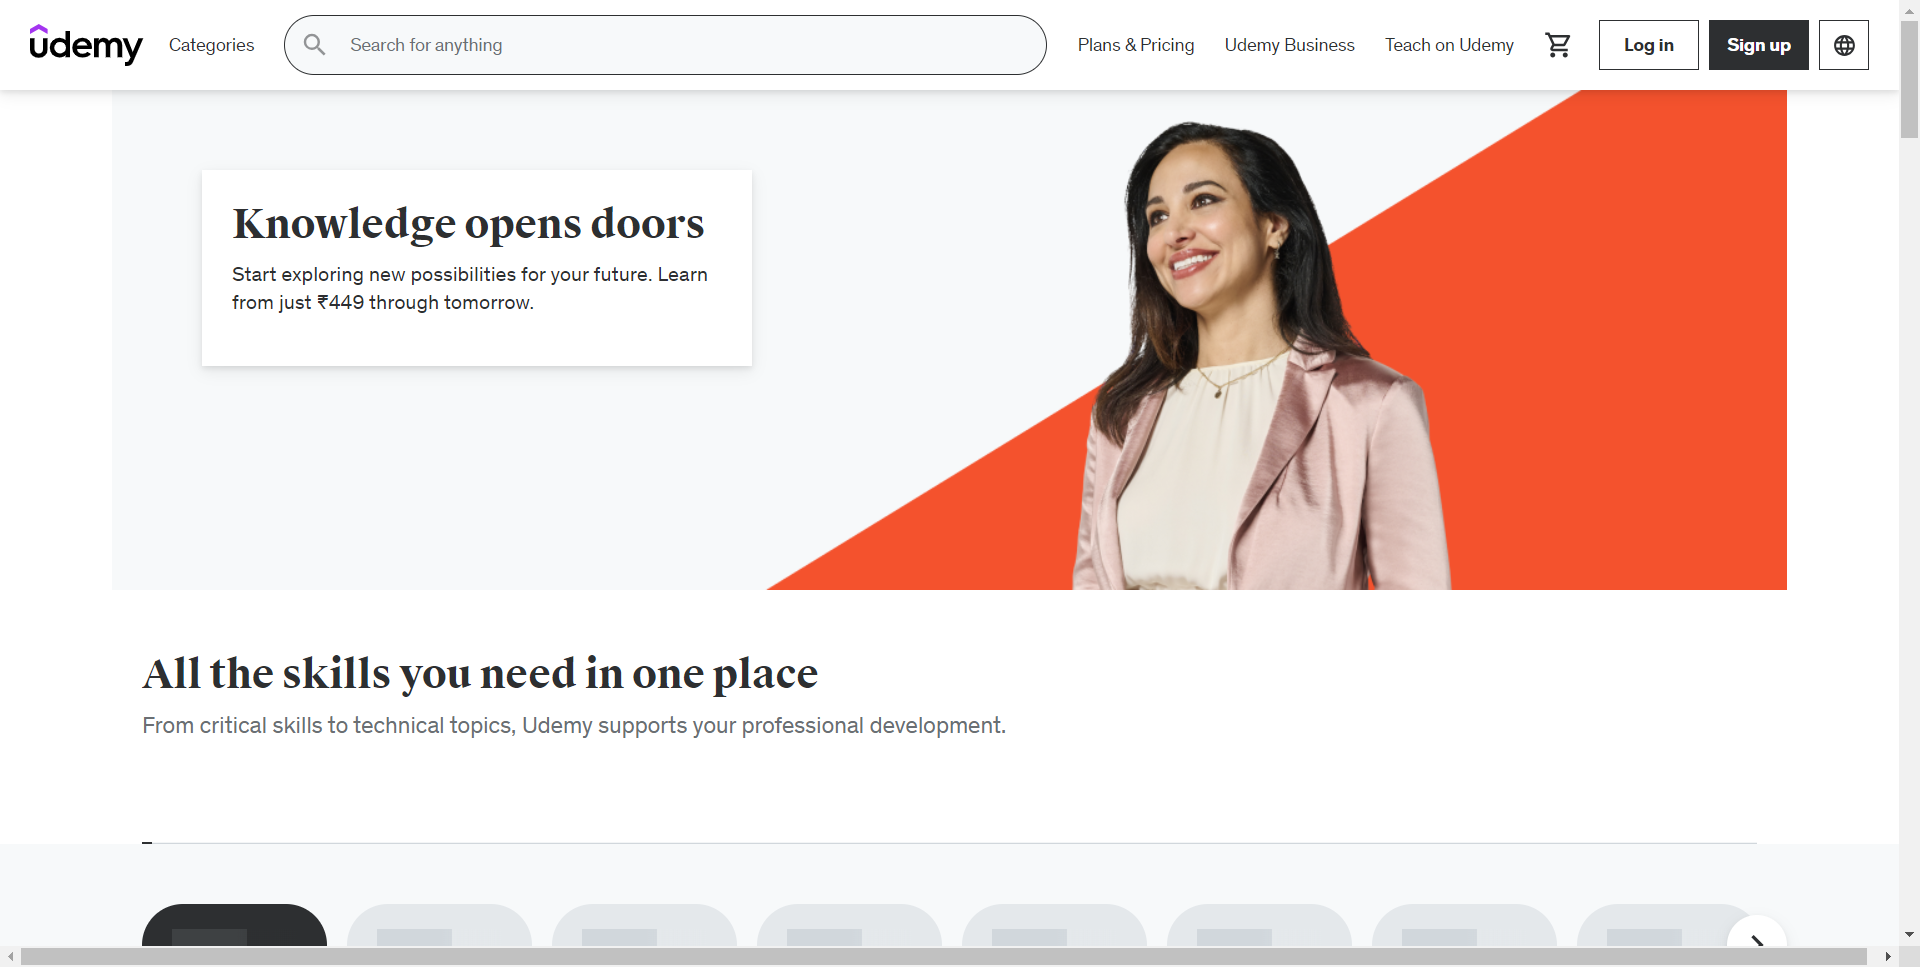 udemy
Categories
Search for anything
Plans & Pricing
Udemy Business
Teach on Udemy
Log in
Sign up
Knowledge opens doors
Start exploring new possibilities for your future. Learn
from just ₹449 through tomorrow.
All the skills you need in one place
From critical skills to technical topics, Udemy supports your professional development.